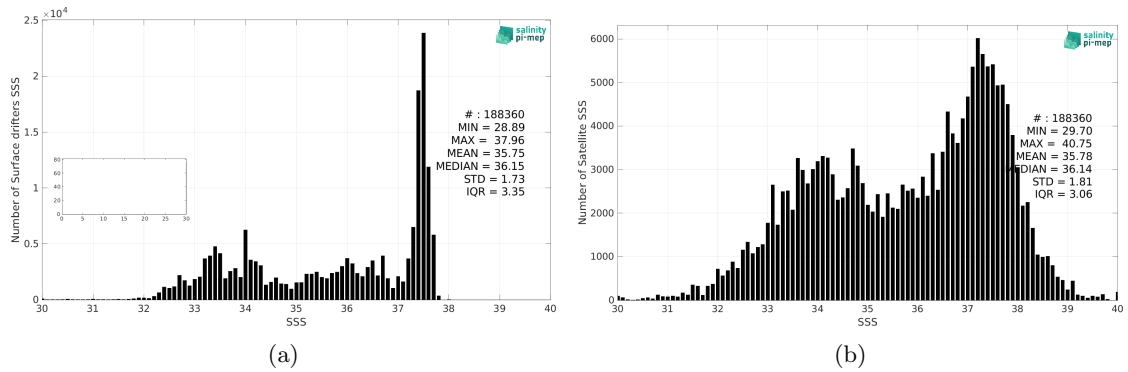 ×10⁴
2.5
2
1.5
1
0.5
0
Number of Surface drifters SSS
salinity
pi-mep
# : 188360
MIN = 28.89
MAX = 37.96
MEAN = 35.75
MEDIAN = 36.15
STD = 1.73
IQR = 3.35
80
60
40
20
0
0 5 10 15 20 25 30
30 31 32 33 34 35 36 37 38 39 40
SSS
(a)
6000
5000
4000
3000
2000
1000
0
Number of Satellite SSS
salinity
pi-mep
# : 188360
MIN = 29.70
MAX = 40.75
MEAN = 35.78
MEDIAN = 36.14
STD = 1.81
IQR = 3.06
30 31 32 33 34 35 36 37 38 39 40
SSS
(b)